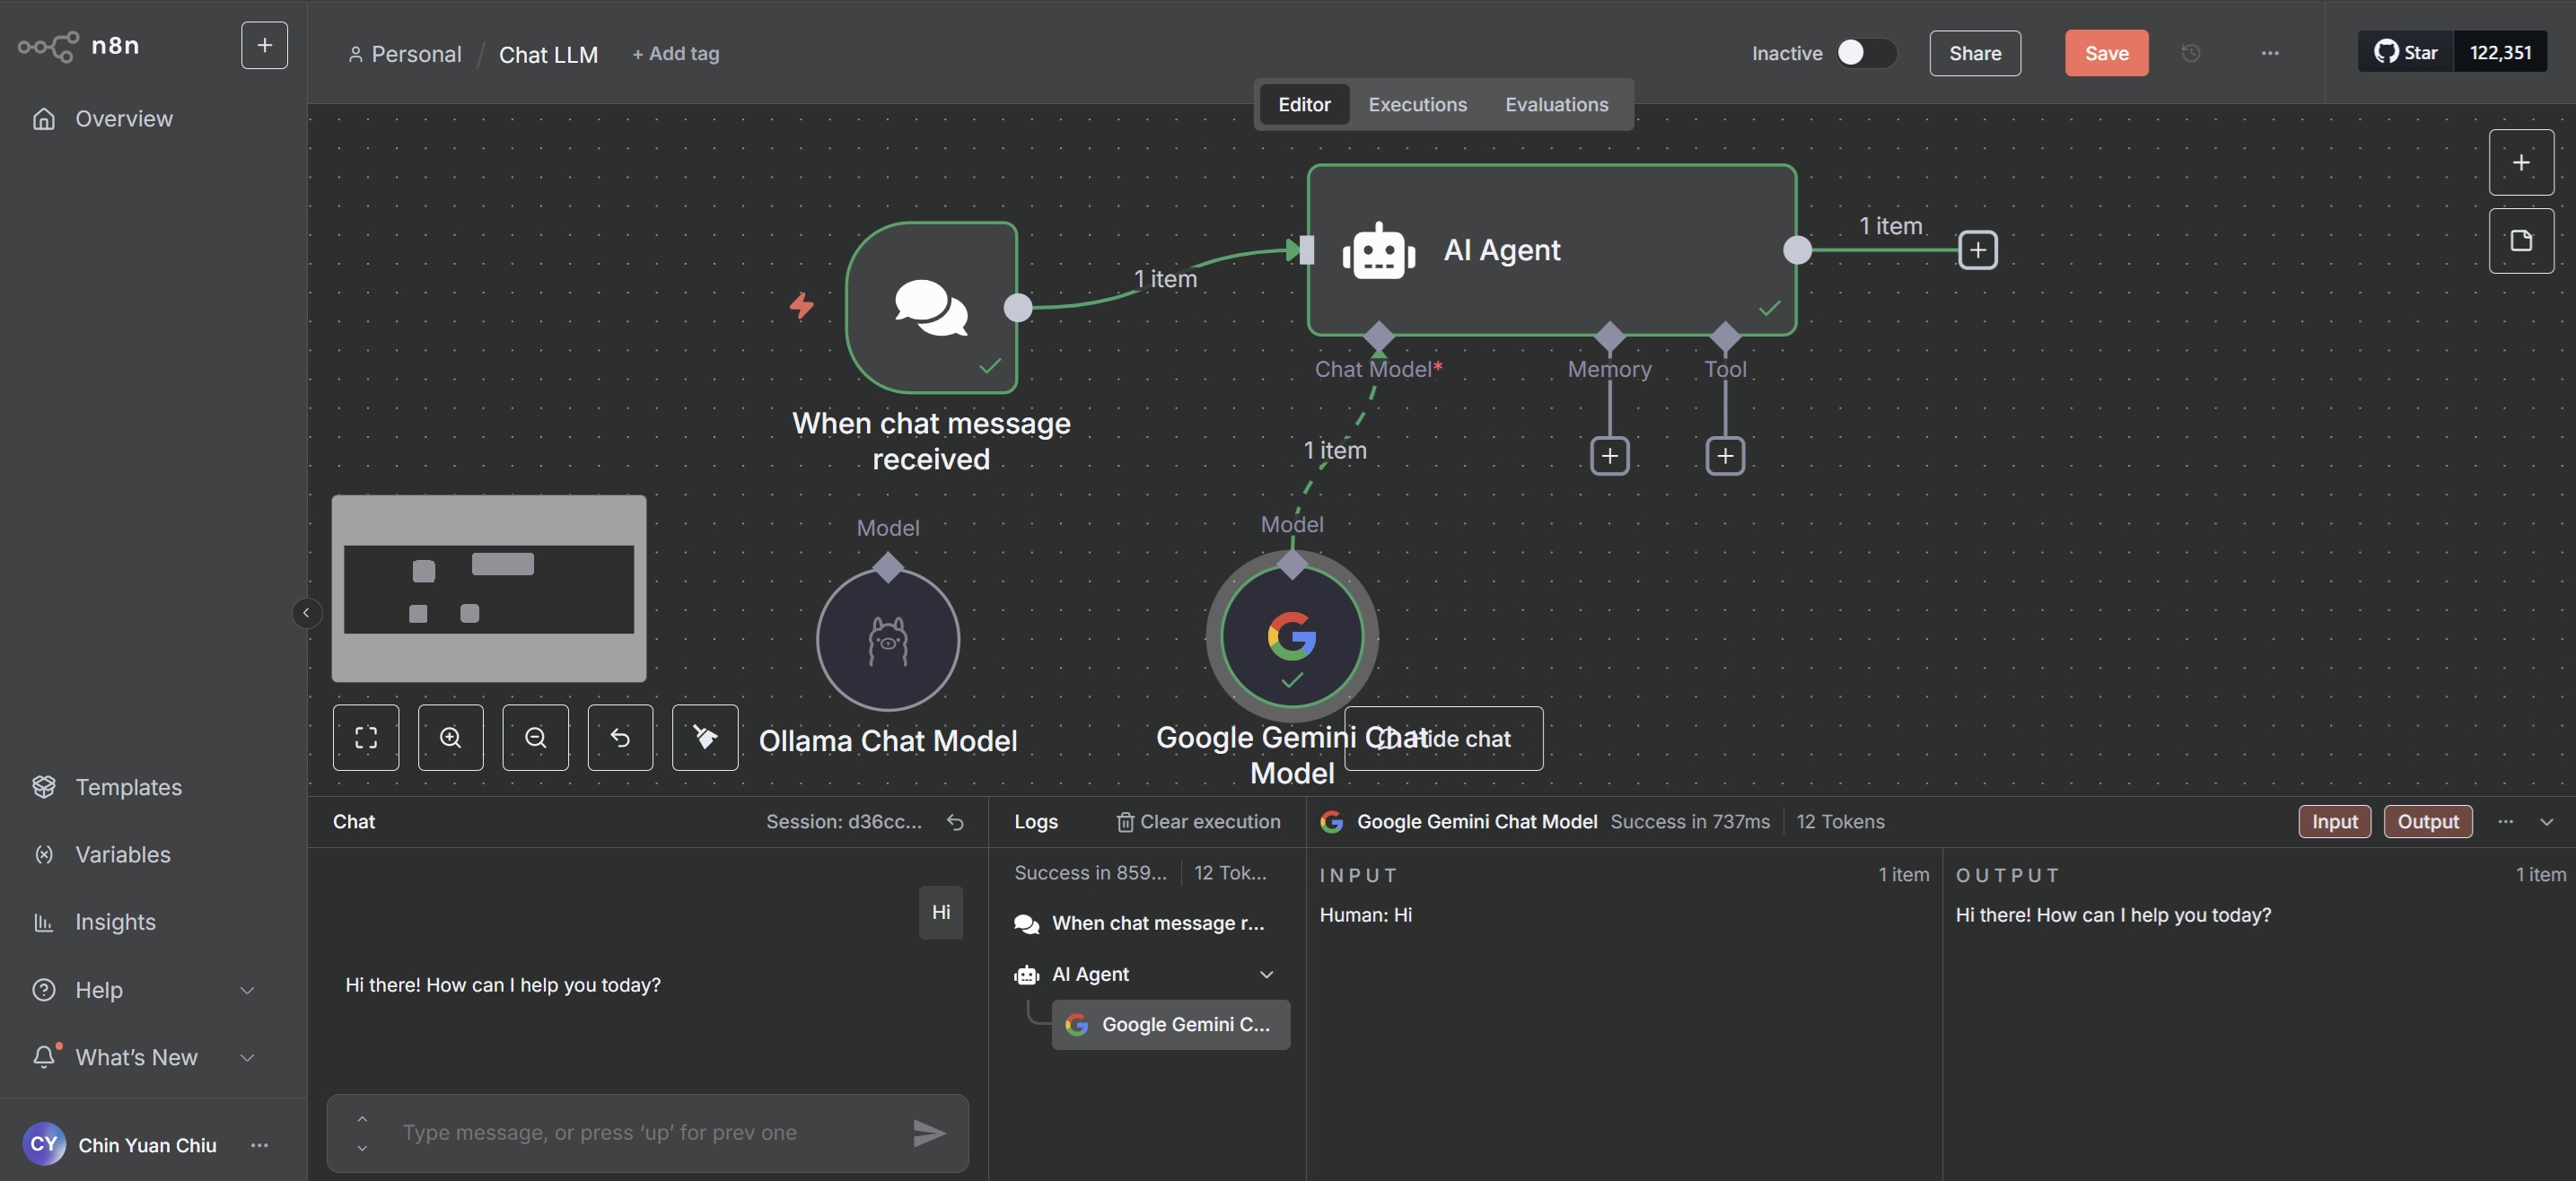 n8n
Personal / Chat LLM + Add tag
Inactive
Share
Save
Star 122,351
Editor Executions Evaluations
Overview
Templates
Variables
Insights
Help
What's New
CY Chin Yuan Chiu
1 item
AI Agent
1 item
Chat Model*
Memory
Tool
When chat message
received
1 item
Model
Model
Ollama Chat Model
Google Gemini Chat
Model
Hide chat
Chat
Session: d36cc...
Hi
Hi there! How can I help you today?
Type message, or press ‘up’ for prev one
Logs
Clear execution
Success in 859... 12 Tok...
When chat message r...
AI Agent
Google Gemini C...
Google Gemini Chat Model Success in 737ms 12 Tokens
Input Output
INPUT 1 item
Human: Hi
OUTPUT 1 item
Hi there! How can I help you today?